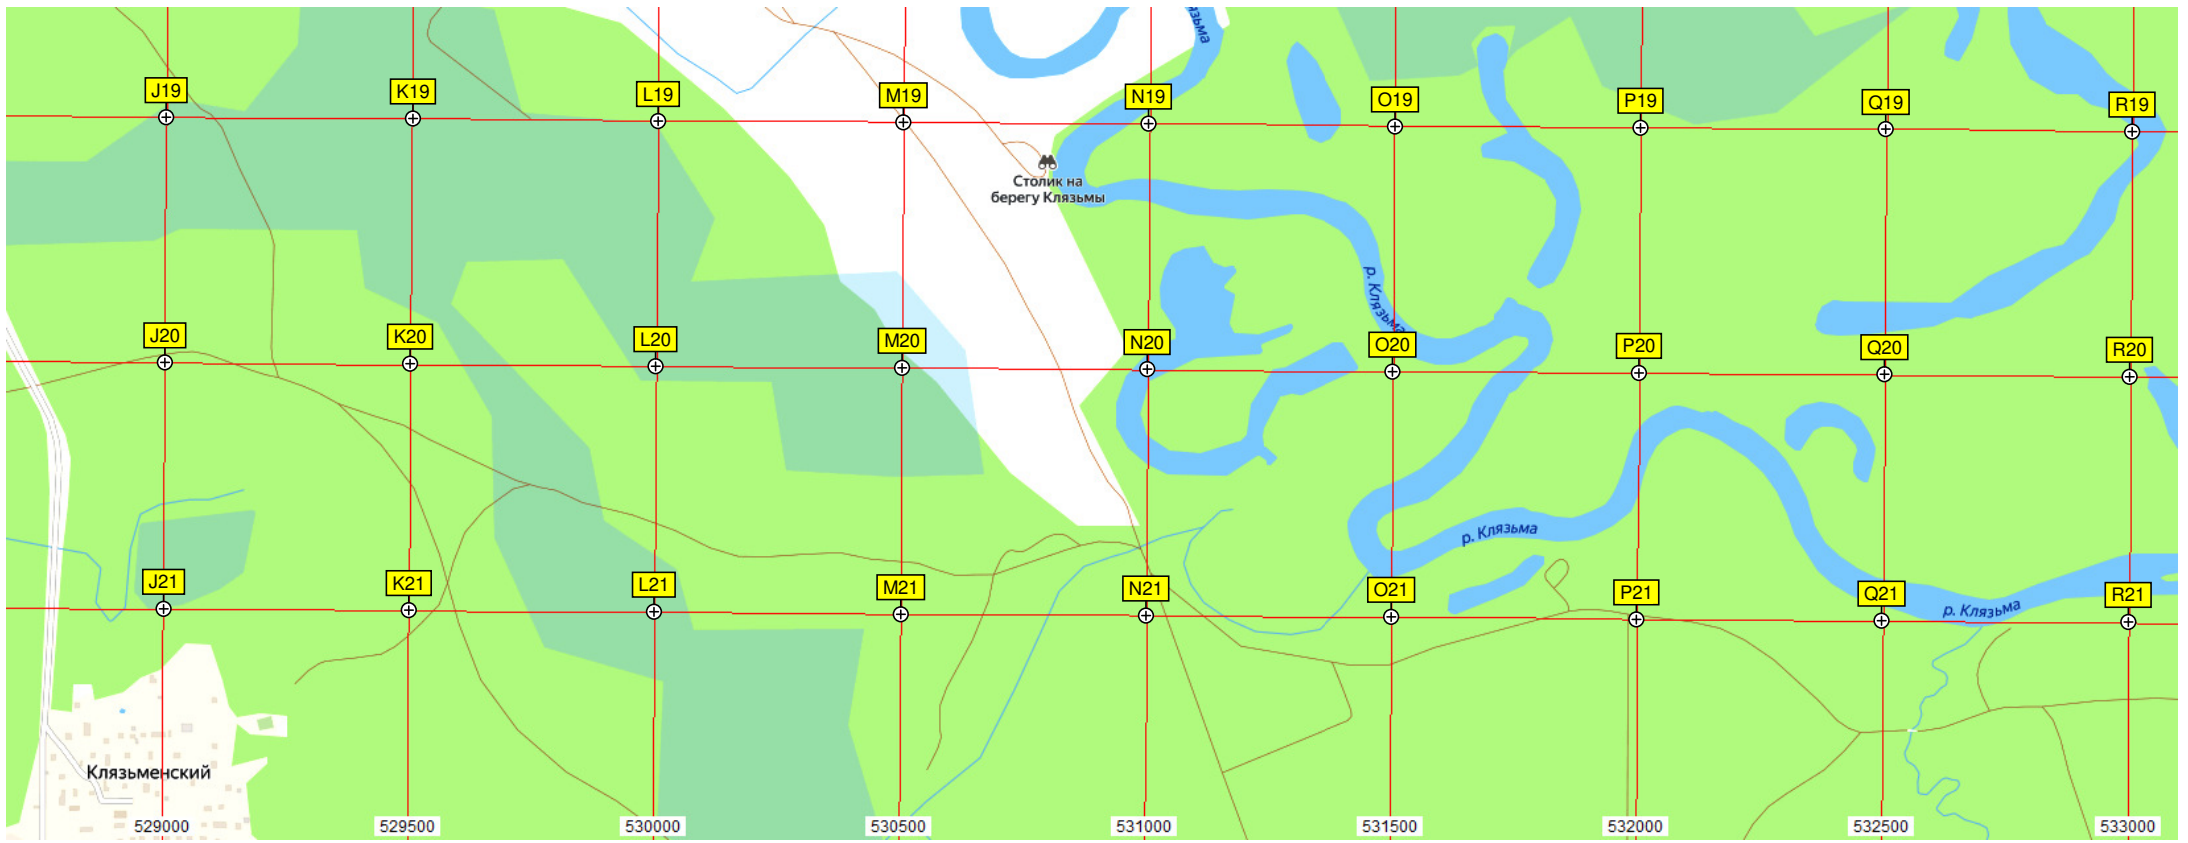 язьма
J19 K19 L19 M19 N19 O19 P19 Q19 R19
Столик на
берегу Клязьмы
р. Клязьма
J20 K20 L20 M20 N20 O20 P20 Q20 R20
р. Клязьма
J21 K21 L21 M21 N21 O21 P21 Q21 R21
р. Клязьма
Клязьменский
529000 529500 530000 530500 531000 531500 532000 532500 533000